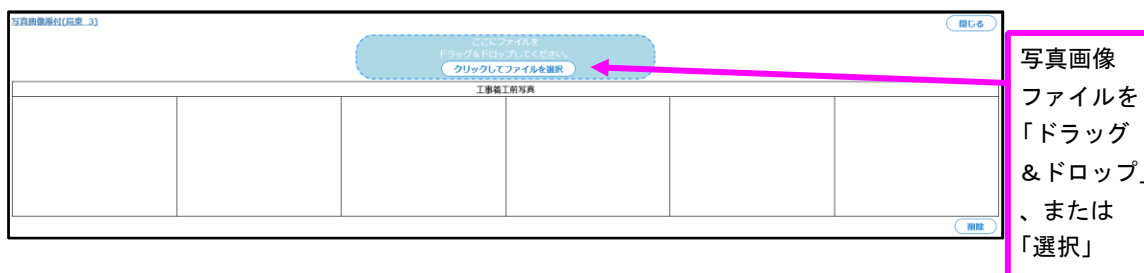 写真画像添付(局東_3)
閉じる
ここにファイルを
ドラッグ&ドロップしてください。
クリックしてファイルを選択
工事着工前写真
削除
写真画像
ファイルを
「ドラッグ
&ドロップ」
、または
「選択」